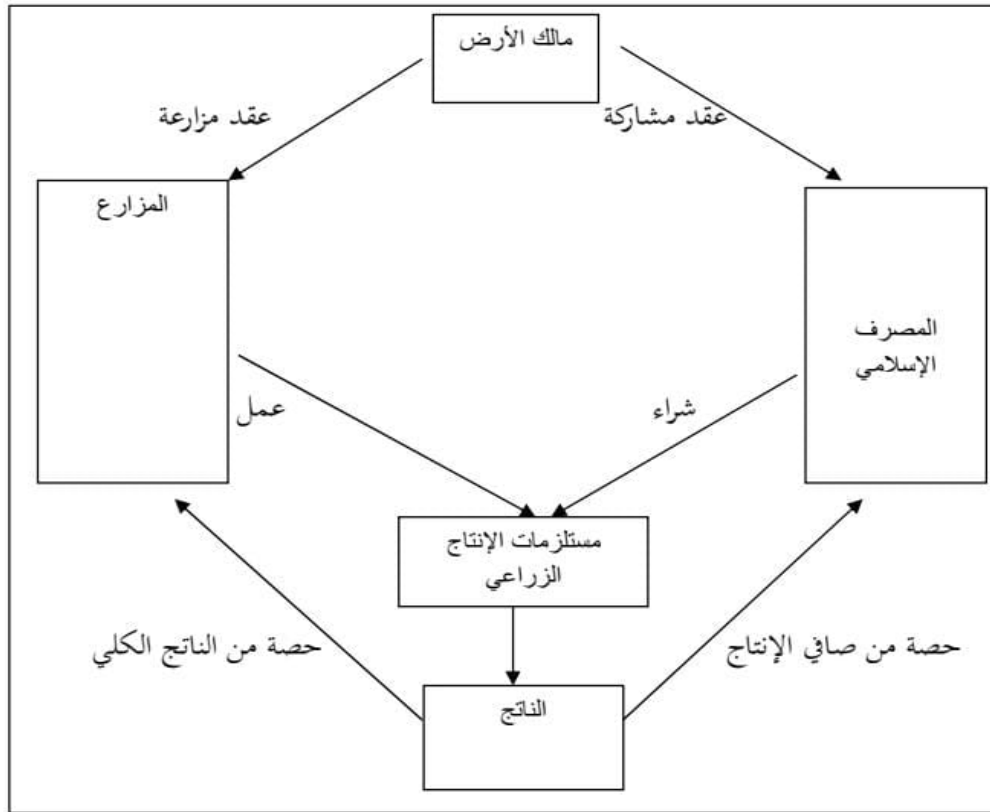 مالك الأرض
عقد مشاركة
عقد مزارعة
المزارع
المصرف
الإسلامي
شراء
عمل
مستلزمات الإنتاج
الزراعي
حصة من صافي الإنتاج
حصة من الناتج الكلي
الناتج